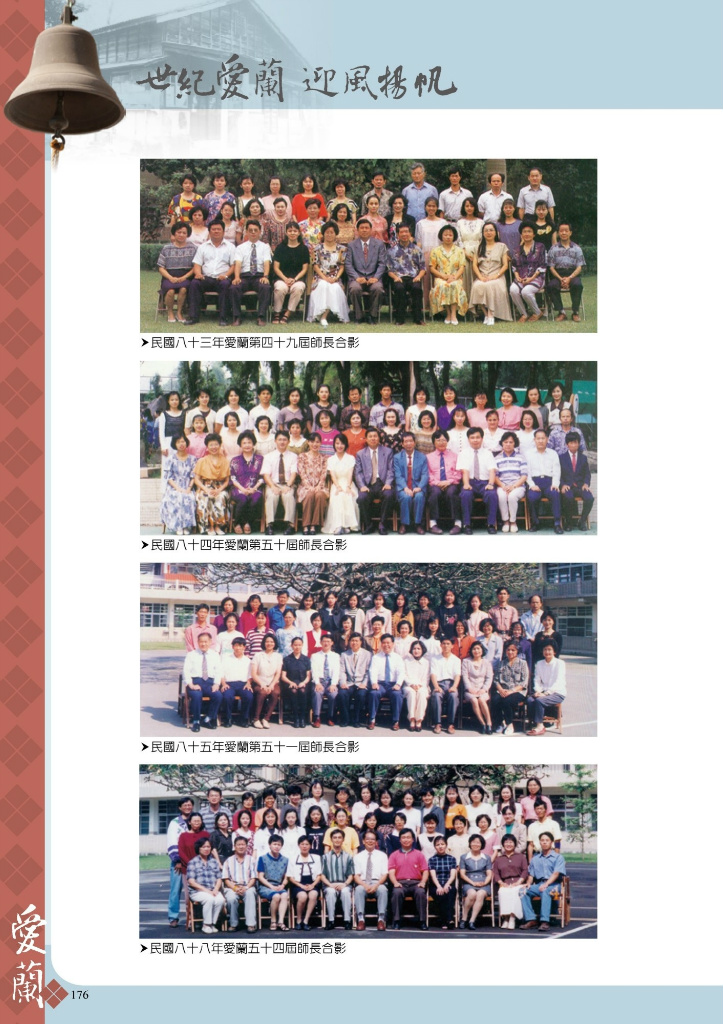 世紀愛蘭 迎風揚帆
➤民國八十三年愛蘭第四十九屆師長合影
➤民國八十四年愛蘭第五十屆師長合影
➤民國八十五年愛蘭第五十一屆師長合影
➤民國八十八年愛蘭五十四屆師長合影
愛蘭
176